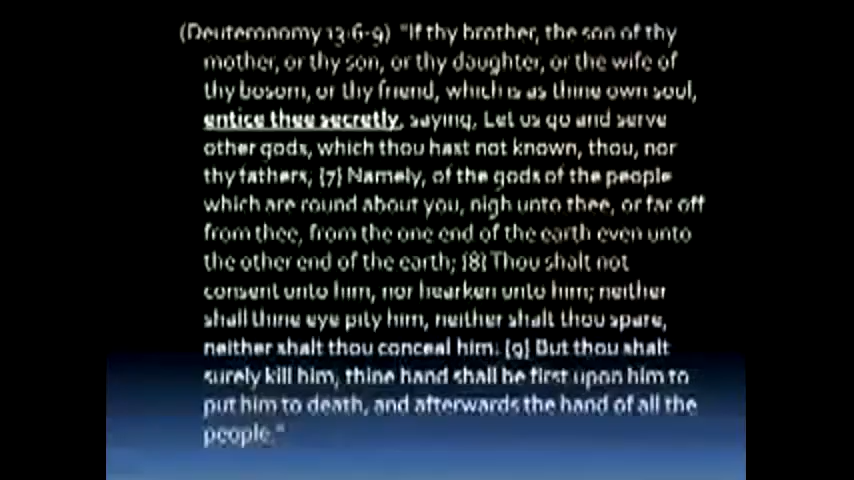 (Deuteronomy 13:6-9) "If thy brother, the son of thy
mother, or thy son, or thy daughter, or the wife of
thy bosom, or thy friend, which is as thine own soul,
entice thee secretly, saying, Let us go and serve
other gods, which thou hast not known, thou, nor
thy fathers; {7} Namely, of the gods of the people
which are round about you, nigh unto thee, or far off
from thee, from the one end of the earth even unto
the other end of the earth; {8} Thou shalt not
consent unto him, nor hearken unto him; neither
shall thine eye pity him, neither shalt thou spare,
neither shalt thou conceal him: {9} But thou shalt
surely kill him, thine hand shall be first upon him to
put him to death, and afterwards the hand of all the
people."